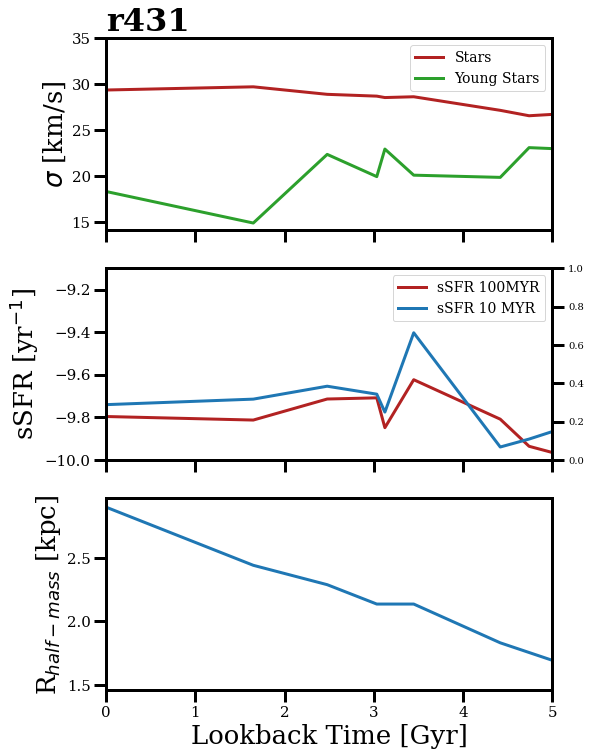 r431
35
30
25
20
15
σ [km/s]
Stars
Young Stars
−9.2
−9.4
−9.6
−9.8
−10.0
sSFR [yr⁻¹]
sSFR 100MYR
sSFR 10 MYR
1.0
0.8
0.6
0.4
0.2
0.0
2.5
2.0
1.5
R_half−mass [kpc]
0 1 2 3 4 5
Lookback Time [Gyr]